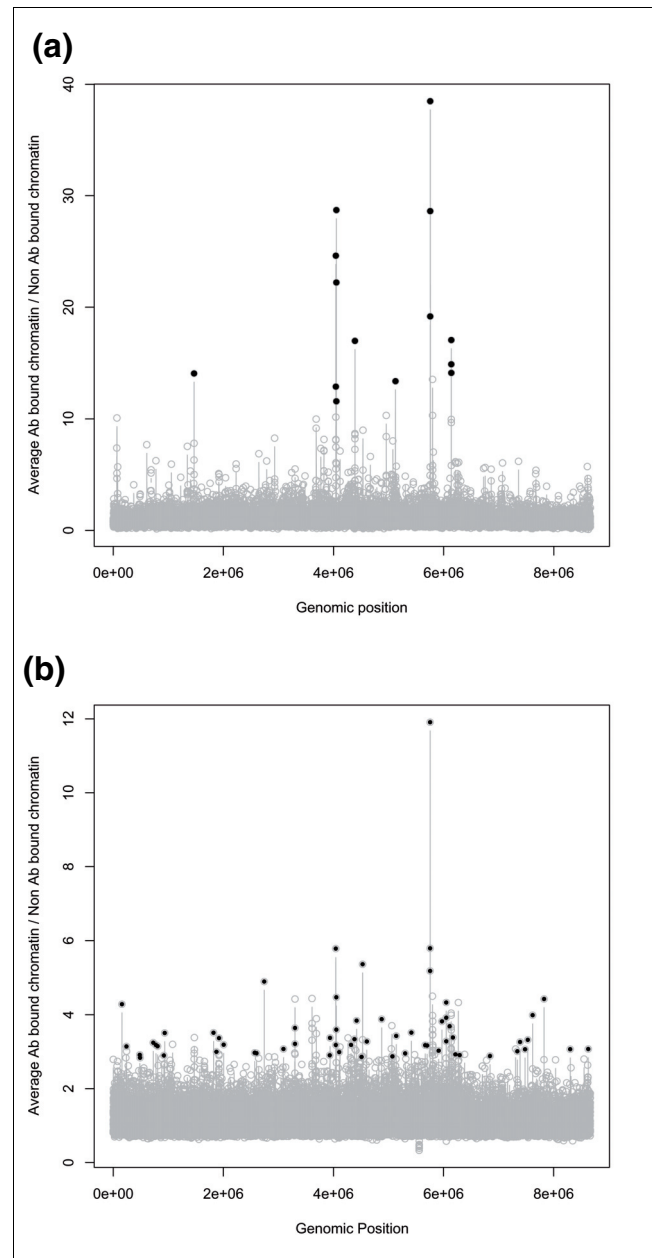 (a)
Average Ab bound chromatin / Non Ab bound chromatin
40
30
20
10
0
0e+00 2e+06 4e+06 6e+06 8e+06
Genomic position
(b)
Average Ab bound chromatin / Non Ab bound chromatin
12
10
8
6
4
2
0
0e+00 2e+06 4e+06 6e+06 8e+06
Genomic Position